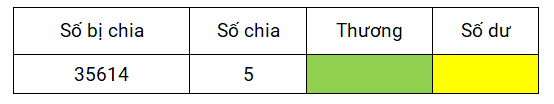 Số bị chia Số chia Thương Số dư
35614 5